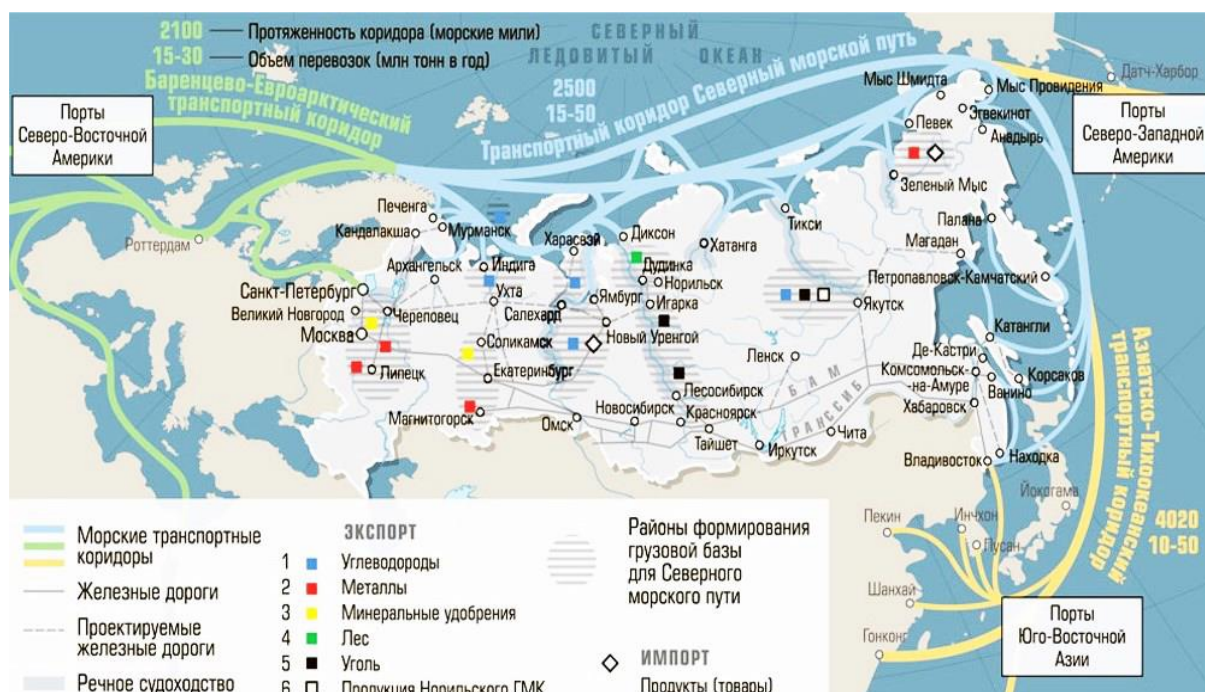 2100 — Протяженность коридора (морские мили)
15-30 — Объем перевозок (млн тонн в год)
СЕВЕРНЫЙ
ЛЕДОВИТЫЙ ОКЕАН
Баренцево-Евроарктический
транспортный коридор
2500
15-50
Транспортный коридор Северный морской путь
Порты
Северо-Восточной
Америки
Порты
Северо-Западной
Америки
Датч-Харбор
Мыс Шмидта
Мыс Провидения
Эгвекинот
Певек
Анадырь
Зеленый Мыс
Роттердам
Печенга
Кандалакша
Мурманск
Харасвэй
Диксон
Хатанга
Тикси
Палана
Магадан
Архангельск
Индига
Дудинка
Норильск
Петропавловск-Камчатский
Санкт-Петербург
Ухта
Ямбург
Игарка
Якутск
Великий Новгород
Череповец
Салехард
Москва
Соликамск
Новый Уренгой
Катангли
Ленск
Де-Кастри
Липецк
Екатеринбург
Комсомольск-
на-Амуре
Корсаков
Ванино
Лесосибирск
БАМ
Хабаровск
Магнитогорск
Новосибирск
Красноярск
ТРАНССИБ
Омск
Тайшет
Иркутск
Чита
Владивосток
Находка
Азиатско-Тихоокеанский
транспортный коридор
4020
10-50
Йокогама
Пекин
Инчхон
Пусан
Шанхай
Гонконг
Порты
Юго-Восточной
Азии
Морские транспортные
коридоры
Железные дороги
Проектируемые
железные дороги
Речное судоходство
ЭКСПОРТ
1 Углеводороды
2 Металлы
3 Минеральные удобрения
4 Лес
5 Уголь
6 Продукция Норильского ГМК
Районы формирования
грузовой базы
для Северного
морского пути
ИМПОРТ
Продукты (товары)